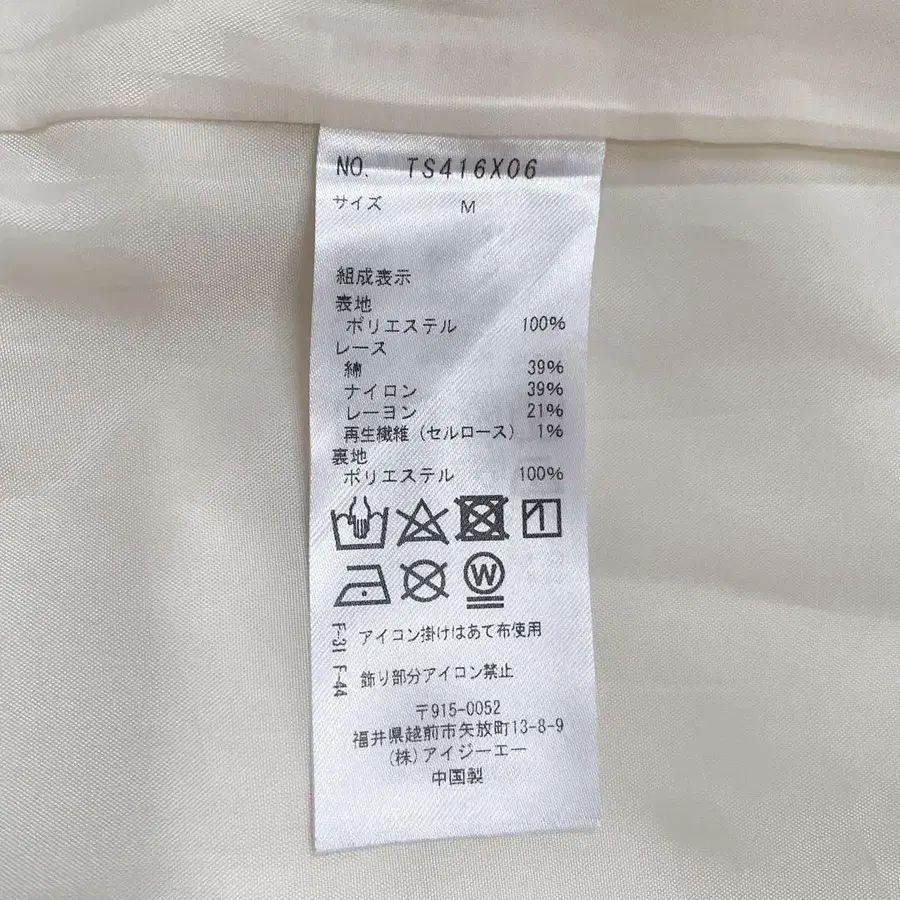 NO. TS416X06
サイズ M
組成表示
表地
ポリエステル 100%
レース
綿 39%
ナイロン 39%
レーヨン 21%
再生繊維(セルロース) 1%
裏地
ポリエステル 100%
W
F-31 アイコン掛けはあて布使用
F-44 飾り部分アイコン禁止
〒915-0052
福井県越前市矢放町13-8-9
(株)アイジーエー
中国製